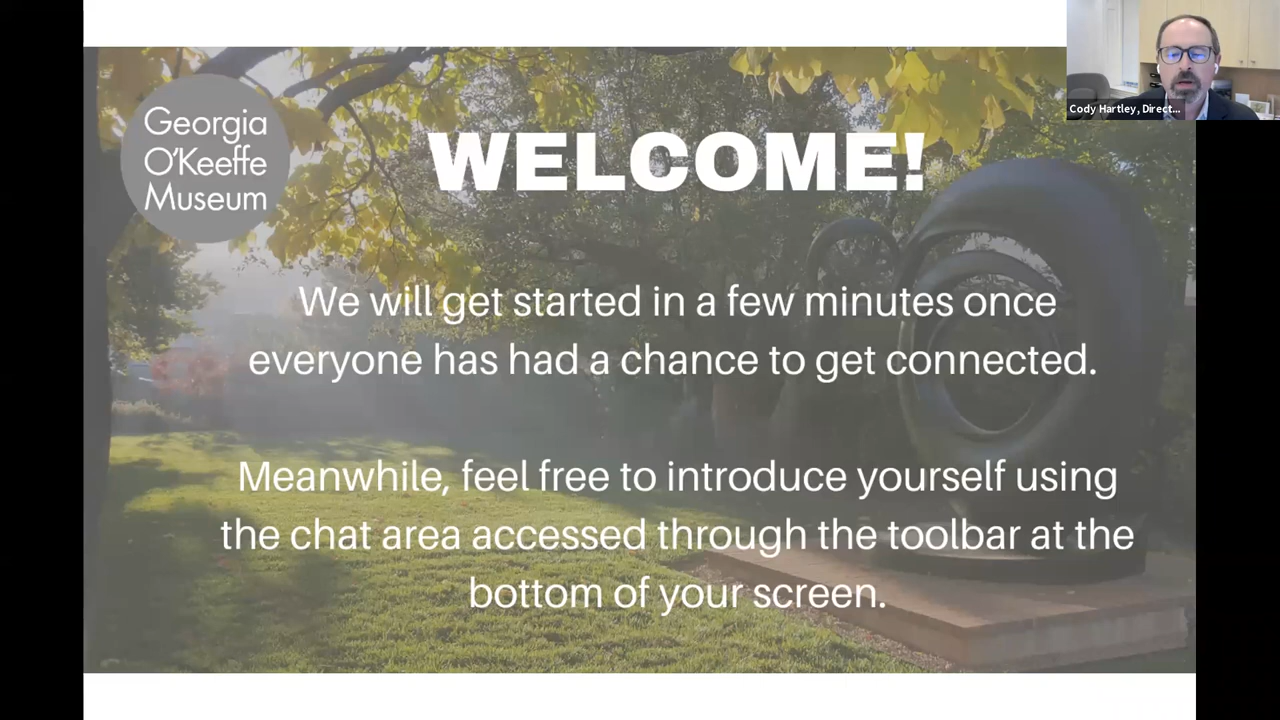 Georgia
O'Keeffe
Museum
WELCOME!
Cody Hartley, Direct...
We will get started in a few minutes once
everyone has had a chance to get connected.
Meanwhile, feel free to introduce yourself using
the chat area accessed through the toolbar at the
bottom of your screen.